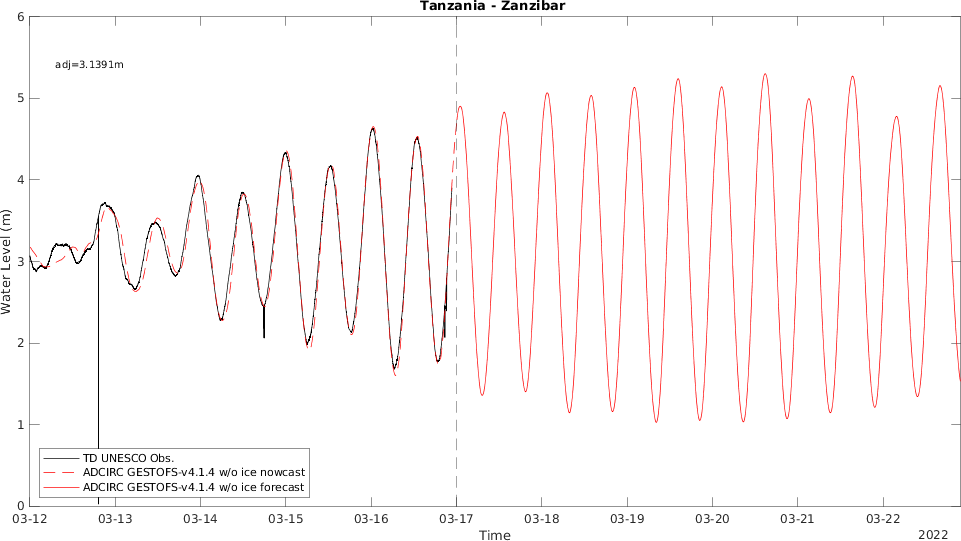 Tanzania - Zanzibar
adj=3.1391m
Water Level (m)
6
5
4
3
2
1
0
TD UNESCO Obs.
ADCIRC GESTOFS-v4.1.4 w/o ice nowcast
ADCIRC GESTOFS-v4.1.4 w/o ice forecast
03-12 03-13 03-14 03-15 03-16 03-17 03-18 03-19 03-20 03-21 03-22
Time
2022